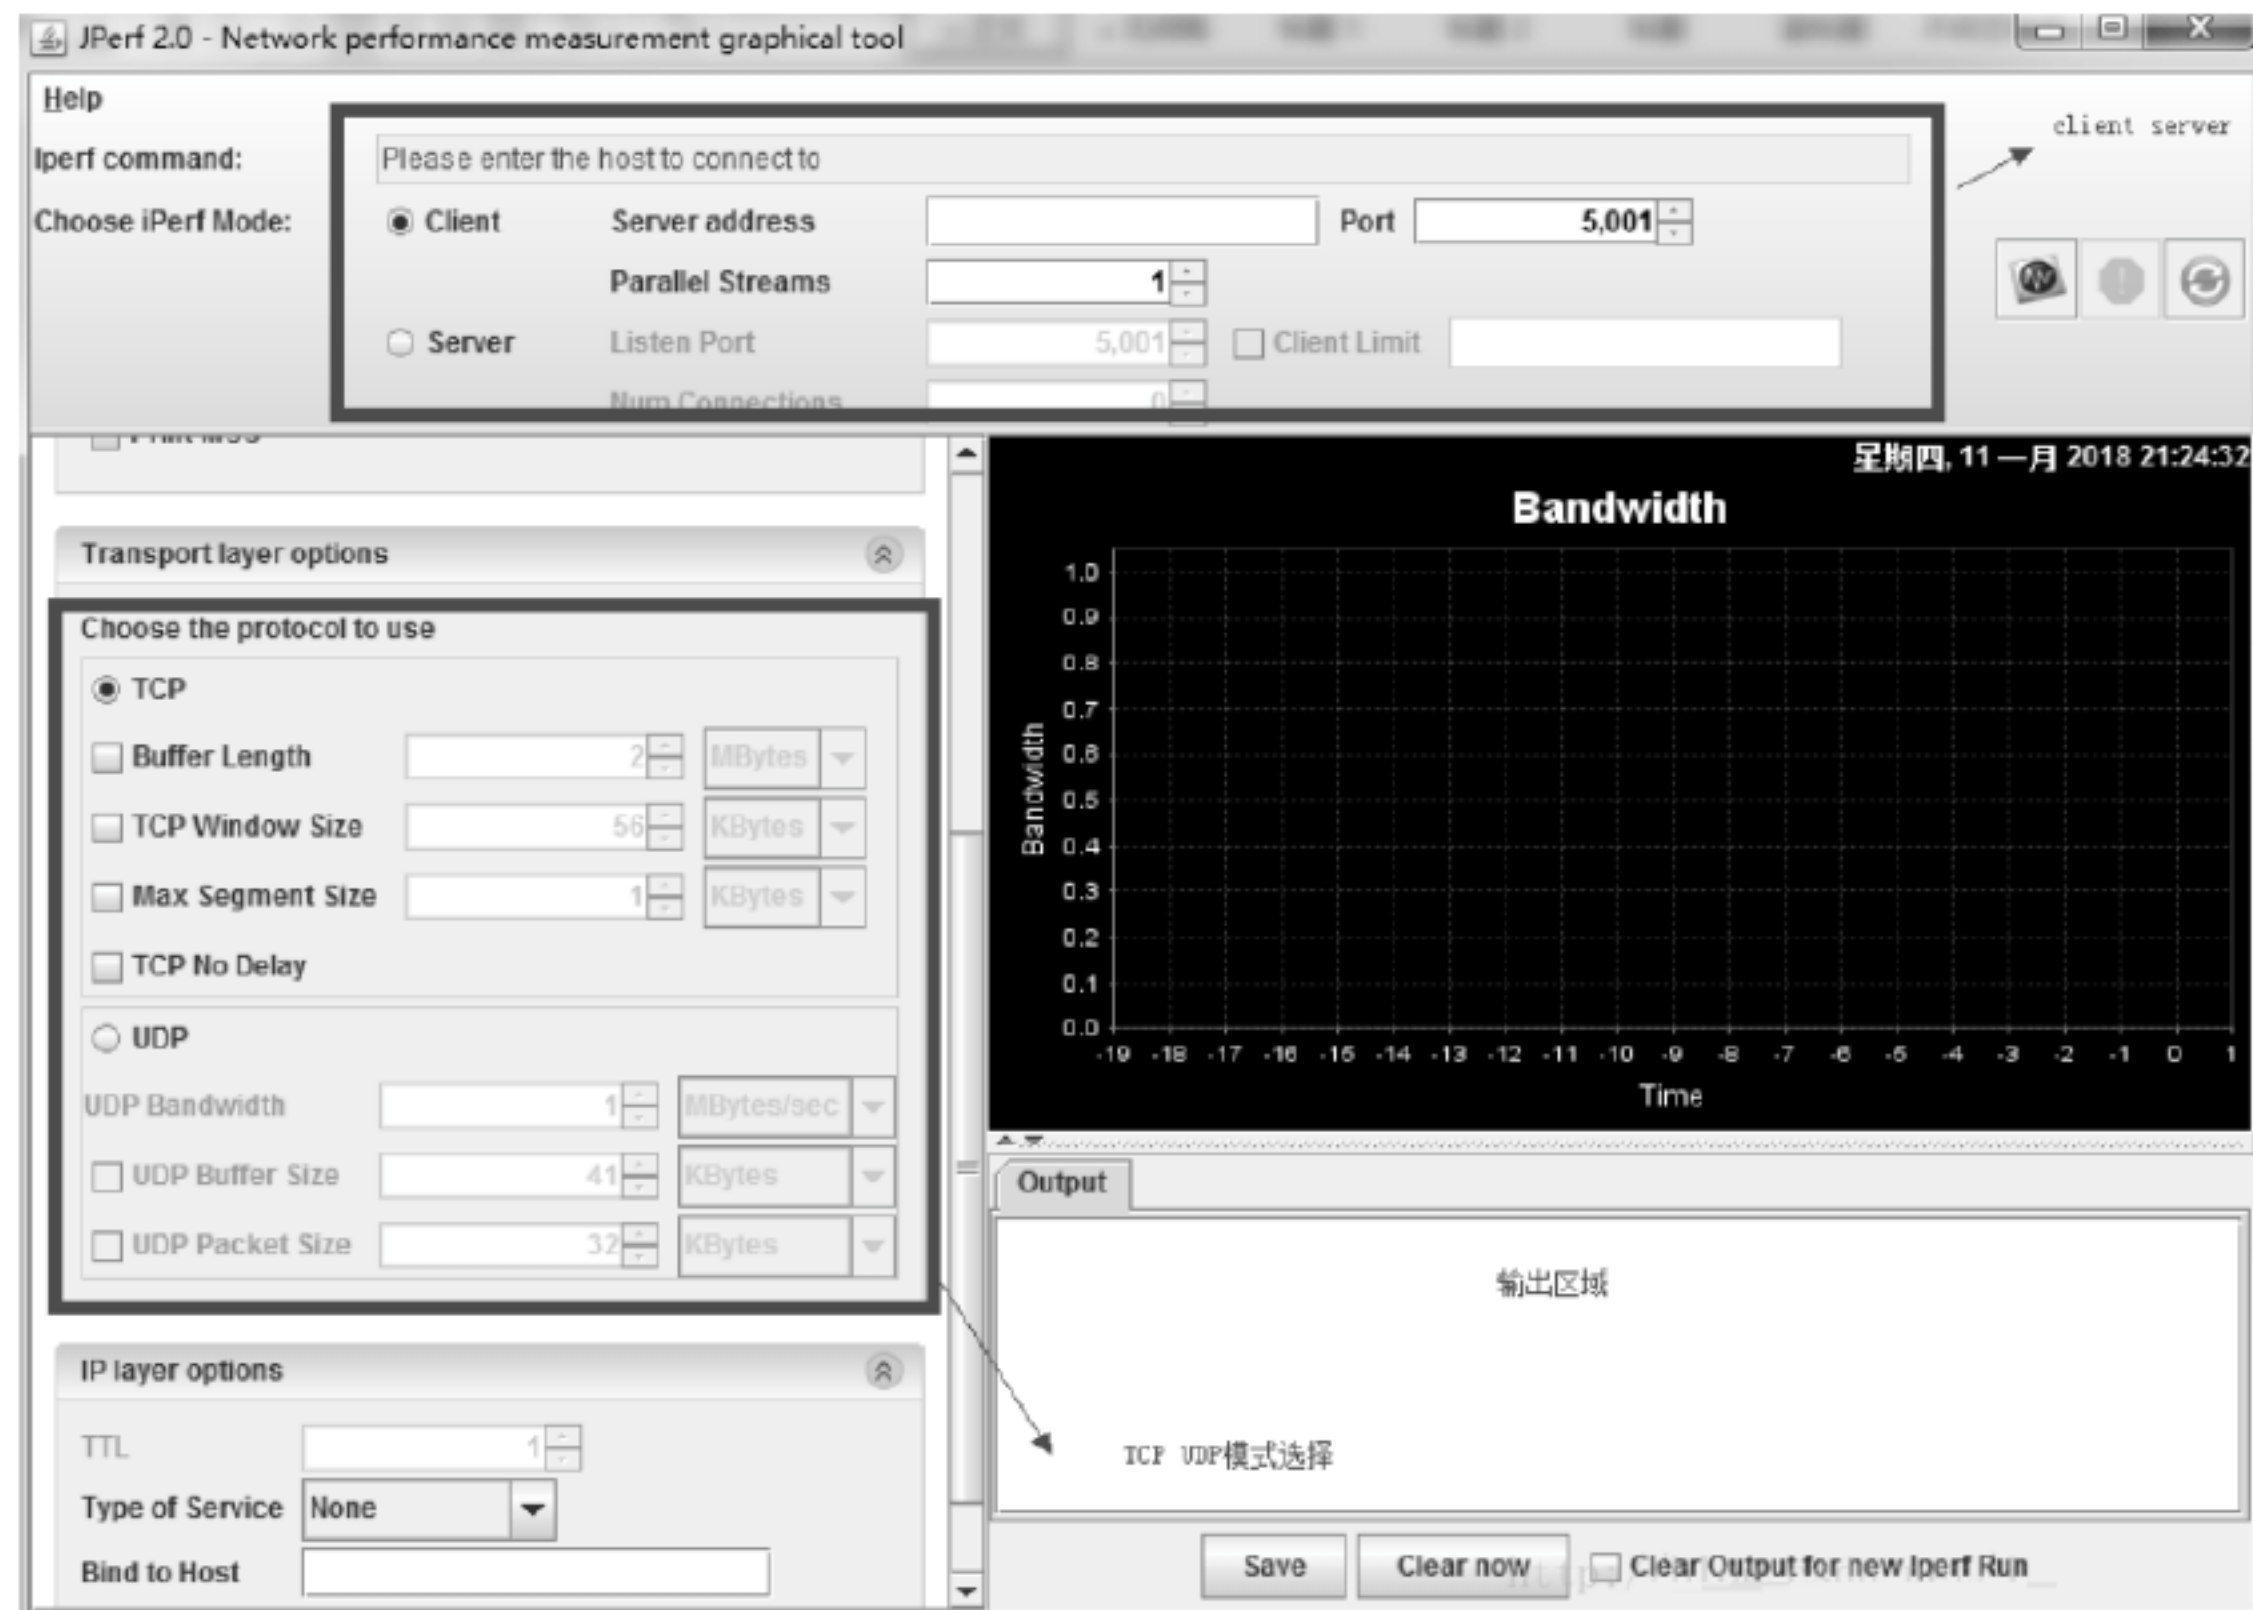 JPerf 2.0 - Network performance measurement graphical tool
Help
client server
Iperf command: Please enter the host to connect to
Choose iPerf Mode: Client Server address Port 5,001
Parallel Streams 1
Server Listen Port 5,001 Client Limit
Num Connections 0
Print MSS
星期四, 11 一月 2018 21:24:32
Bandwidth
Transport layer options
Choose the protocol to use
TCP
Buffer Length 2 MBytes
TCP Window Size 56 KBytes
Max Segment Size 1 KBytes
TCP No Delay
UDP
UDP Bandwidth 1 MBytes/sec
UDP Buffer Size 41 KBytes
UDP Packet Size 32 KBytes
IP layer options
TTL 1
Type of Service None
Bind to Host
1.0
0.9
0.8
0.7
0.6
0.5
0.4
0.3
0.2
0.1
0.0
Bandwidth
-19 -18 -17 -16 -15 -14 -13 -12 -11 -10 -9 -8 -7 -6 -5 -4 -3 -2 -1 0 1
Time
Output
输出区域
TCP UDP模式选择
Save Clear now Clear Output for new Iperf Run